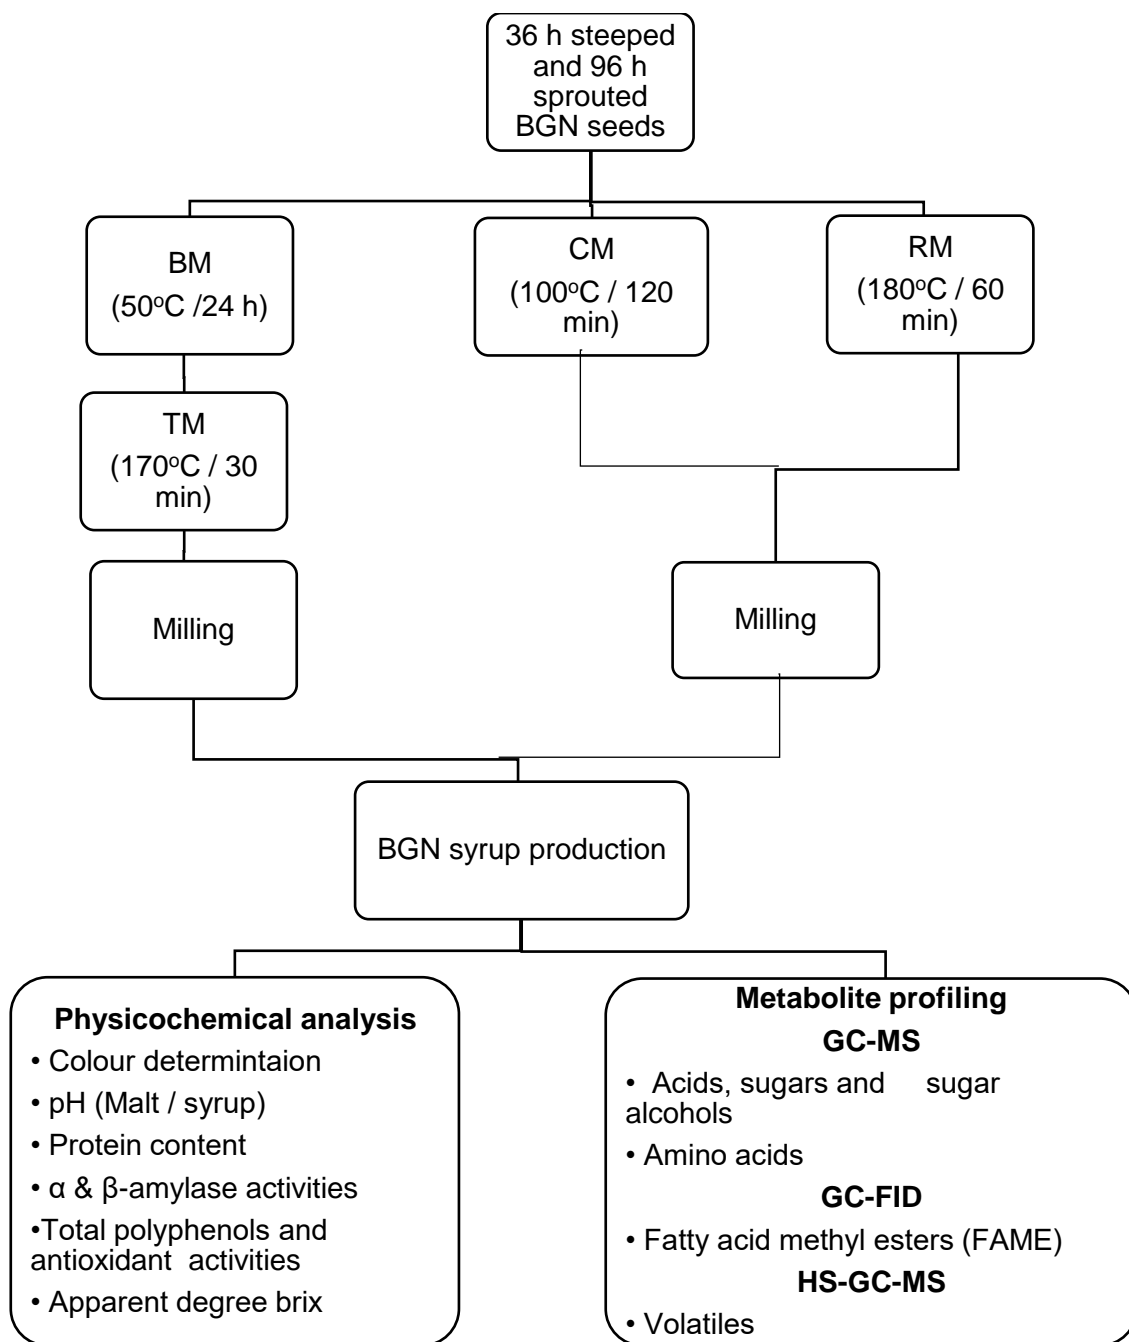 36 h steeped
and 96 h
sprouted
BGN seeds
BM
(50°C /24 h)
CM
(100°C / 120
min)
RM
(180°C / 60
min)
TM
(170°C / 30
min)
Milling
Milling
BGN syrup production
Physicochemical analysis
• Colour determintaion
• pH (Malt / syrup)
• Protein content
• α & β-amylase activities
•Total polyphenols and
antioxidant activities
• Apparent degree brix
Metabolite profiling
GC-MS
• Acids, sugars and sugar
alcohols
• Amino acids
GC-FID
• Fatty acid methyl esters (FAME)
HS-GC-MS
• Volatiles